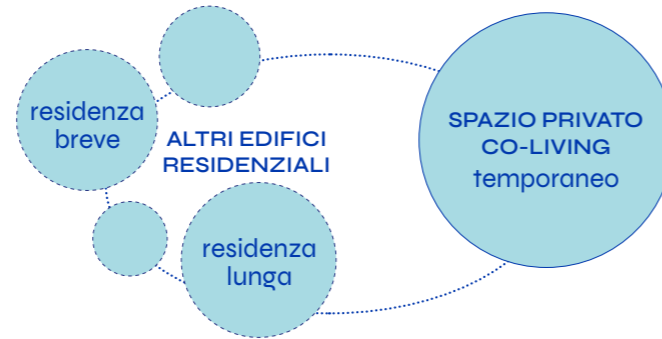 residenza
breve
ALTRI EDIFICI
RESIDENZIALI
residenza
lunga
SPAZIO PRIVATO
CO-LIVING
temporaneo